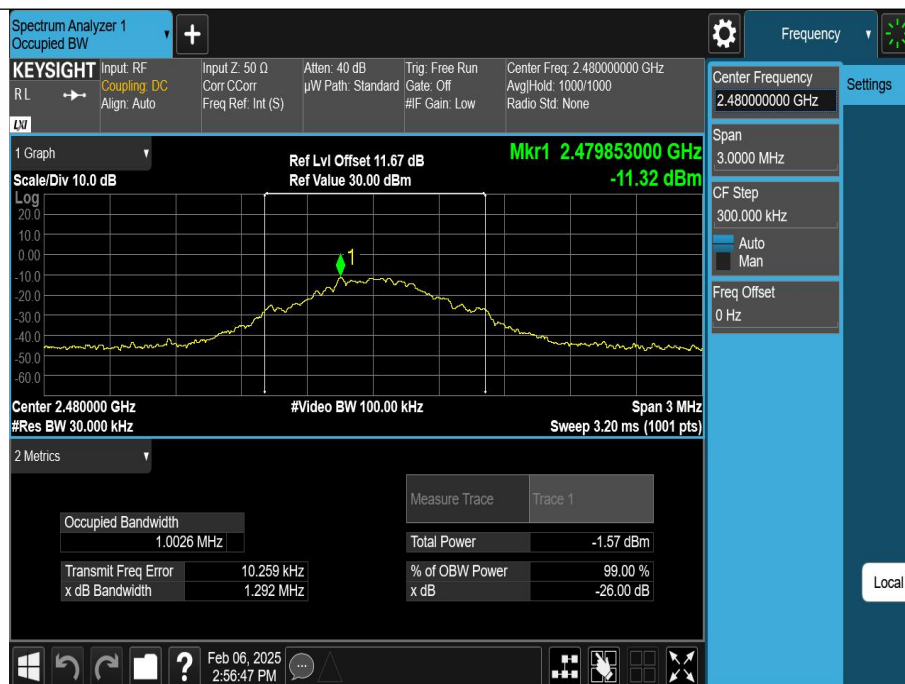 Spectrum Analyzer 1
Occupied BW
Frequency
KEYSIGHT
RL
LXI
Input: RF
Coupling: DC
Align: Auto
Input Z: 50 Ω
Corr CCorr
Freq Ref: Int (S)
Atten: 40 dB
µW Path: Standard
Trig: Free Run
Gate: Off
#IF Gain: Low
Center Freq: 2.480000000 GHz
Avg|Hold: 1000/1000
Radio Std: None
Center Frequency
2.480000000 GHz
Settings
Span
3.0000 MHz
CF Step
300.000 kHz
Auto
Man
Freq Offset
0 Hz
Local
1 Graph
Scale/Div 10.0 dB
Ref Lvl Offset 11.67 dB
Ref Value 30.00 dBm
Mkr1 2.479853000 GHz
-11.32 dBm
Log
20.0
10.0
0.00
-10.0
-20.0
-30.0
-40.0
-50.0
-60.0
1
Center 2.480000 GHz
#Video BW 100.00 kHz
Span 3 MHz
#Res BW 30.000 kHz
Sweep 3.20 ms (1001 pts)
2 Metrics
Measure Trace Trace 1
Occupied Bandwidth
1.0026 MHz
Total Power -1.57 dBm
Transmit Freq Error 10.259 kHz
% of OBW Power 99.00 %
x dB Bandwidth 1.292 MHz
x dB -26.00 dB
Feb 06, 2025
2:56:47 PM